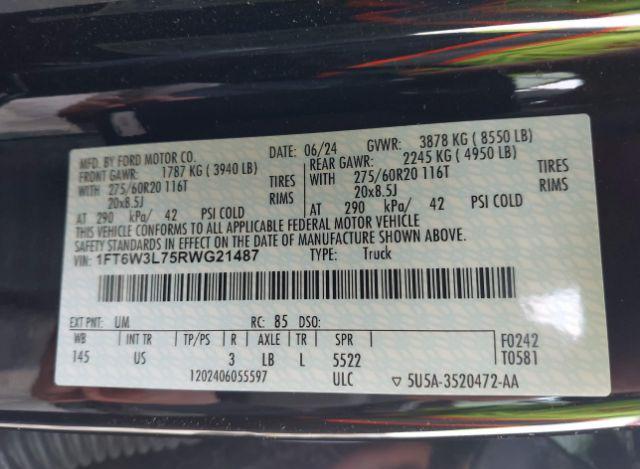 MFD. BY FORD MOTOR CO.
DATE: 06/24 GVWR: 3878 KG ( 8550 LB)
FRONT GAWR: 1787 KG ( 3940 LB)
REAR GAWR: 2245 KG ( 4950 LB)
WITH 275/60R20 116T TIRES
WITH 275/60R20 116T TIRES
20x8.5J RIMS
20x8.5J RIMS
AT 290 kPa/ 42 PSI COLD
AT 290 kPa/ 42 PSI COLD
THIS VEHICLE CONFORMS TO ALL APPLICABLE FEDERAL MOTOR VEHICLE
SAFETY STANDARDS IN EFFECT ON THE DATE OF MANUFACTURE SHOWN ABOVE.
VIN: 1FT6W3L75RWG21487 TYPE: Truck
EXT PNT: UM RC: 85 DSO:
WB INT TR TP/PS R AXLE TR SPR F0242
145 US 3 LB L 5522 T0581
1202406055597 ULC ▽ 5U5A-3520472-AA